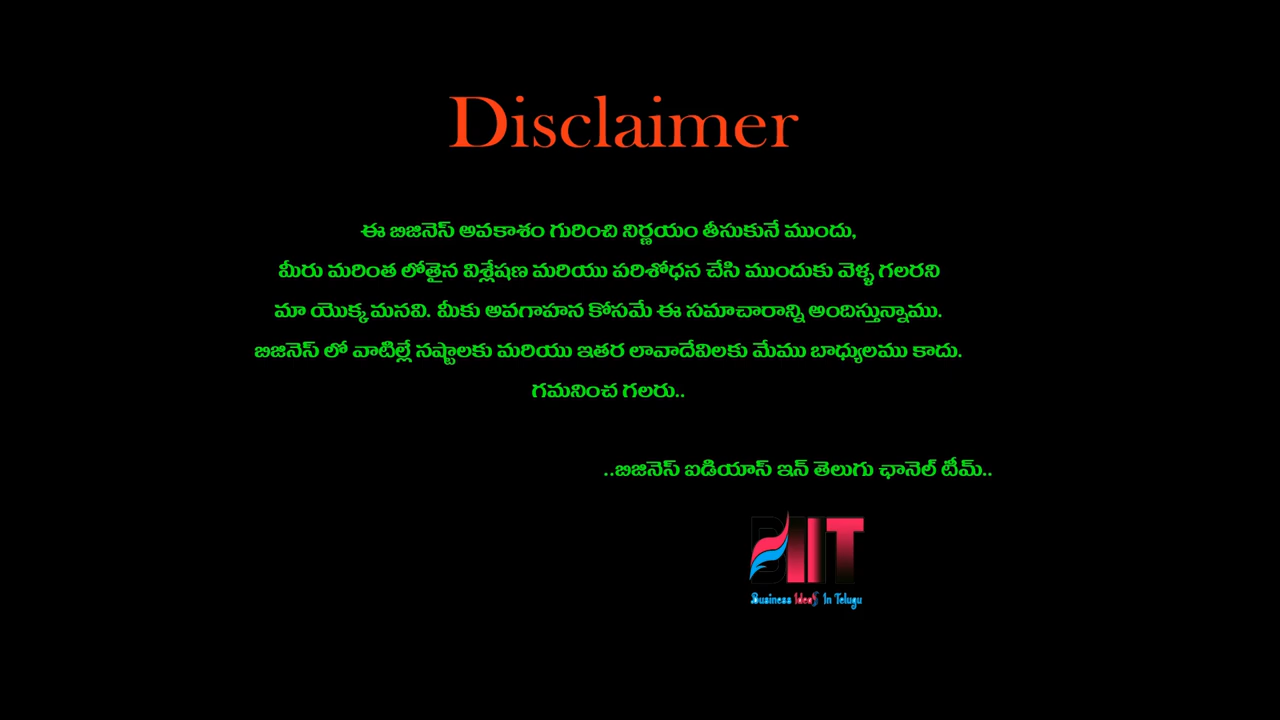 Disclaimer
ఈ బిజినెస్ అవకాశం గురించి నిర్ణయం తీసుకునే ముందు,
మీరు మరింత లోతైన విశ్లేషణ మరియు పరిశోధన చేసి ముందుకు వెళ్ళ గలరని
మా యొక్క మనవి. మీకు అవగాహన కోసమే ఈ సమాచారాన్ని అందిస్తున్నాము.
బిజినెస్ లో వాటిల్లే నష్టాలకు మరియు ఇతర లావాదేవిలకు మేము బాధ్యులము కాదు.
గమనించ గలరు..
..బిజినెస్ ఐడియాస్ ఇన్ తెలుగు ఛానెల్ టీమ్..
BIIT
Business IdeaS In Telugu